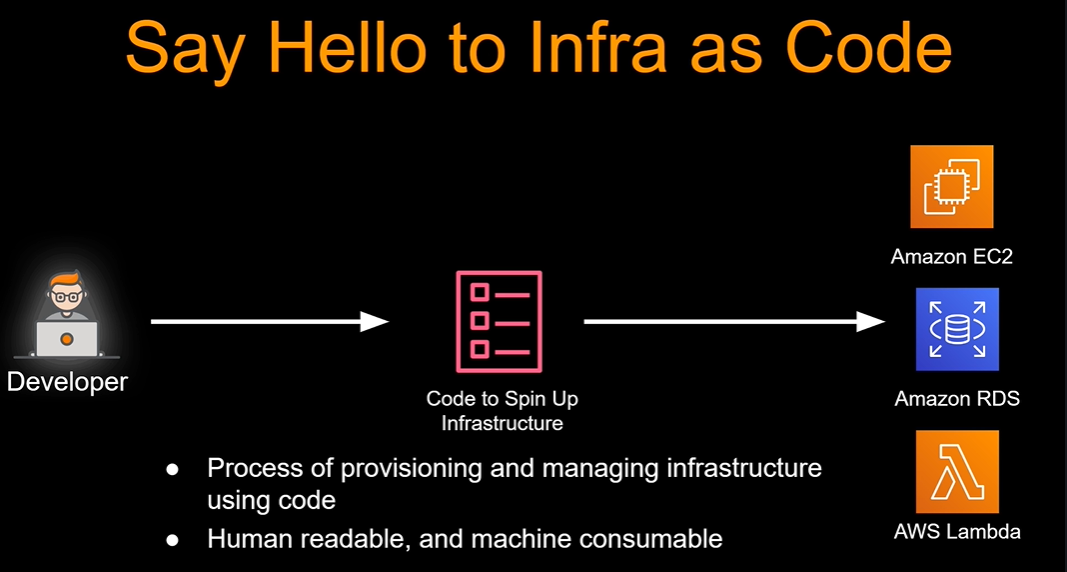 Say Hello to Infra as Code
Amazon EC2
Developer
Code to Spin Up
Infrastructure
Amazon RDS
● Process of provisioning and managing infrastructure
using code
● Human readable, and machine consumable
AWS Lambda